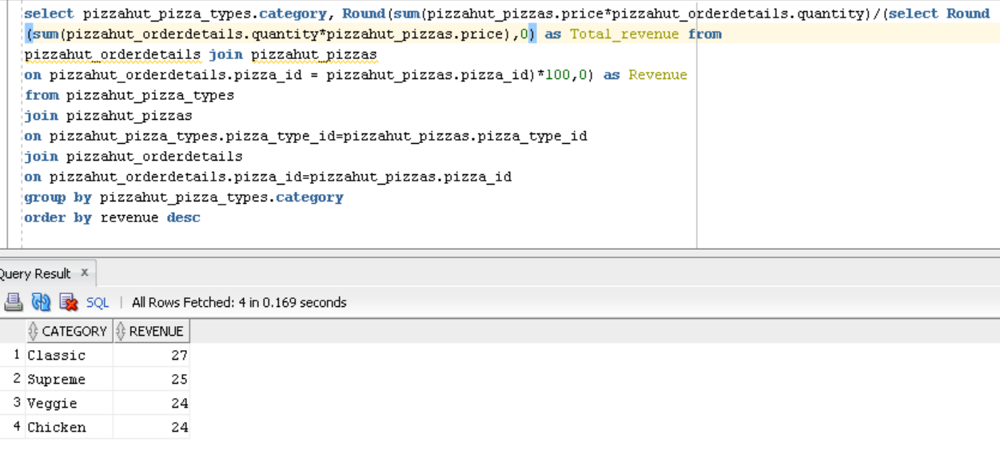 select pizzahut_pizza_types.category, Round(sum(pizzahut_pizzas.price*pizzahut_orderdetails.quantity)/(select Round
(sum(pizzahut_orderdetails.quantity*pizzahut_pizzas.price),0) as Total_revenue from
pizzahut_orderdetails join pizzahut_pizzas
on pizzahut_orderdetails.pizza_id = pizzahut_pizzas.pizza_id)*100,0) as Revenue
from pizzahut_pizza_types
join pizzahut_pizzas
on pizzahut_pizza_types.pizza_type_id=pizzahut_pizzas.pizza_type_id
join pizzahut_orderdetails
on pizzahut_orderdetails.pizza_id=pizzahut_pizzas.pizza_id
group by pizzahut_pizza_types.category
order by revenue desc
Query Result x
SQL | All Rows Fetched: 4 in 0.169 seconds
CATEGORY REVENUE
1 Classic 27
2 Supreme 25
3 Veggie 24
4 Chicken 24